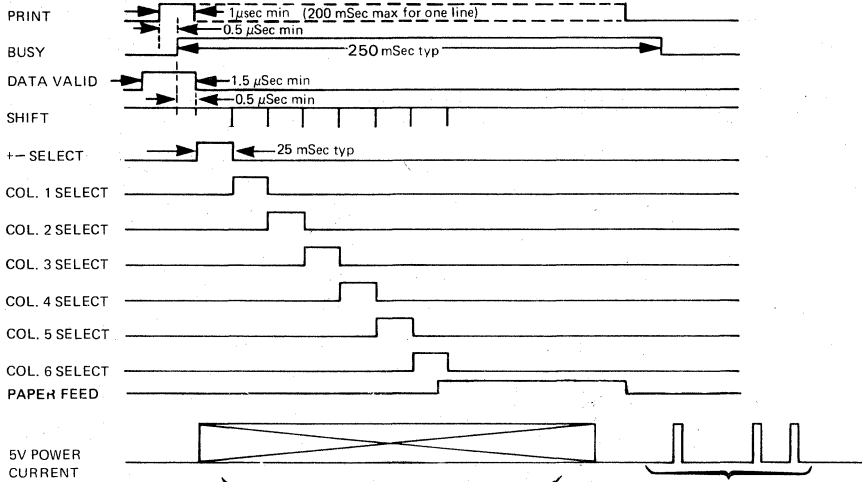 PRINT
1μsec min (200 mSec max for one line)
0.5 μSec min
BUSY
250 mSec typ
DATA VALID
1.5 μSec min
0.5 μSec min
SHIFT
+− SELECT
25 mSec typ
COL. 1 SELECT
COL. 2 SELECT
COL. 3 SELECT
COL. 4 SELECT
COL. 5 SELECT
COL. 6 SELECT
PAPER FEED
5V POWER
CURRENT